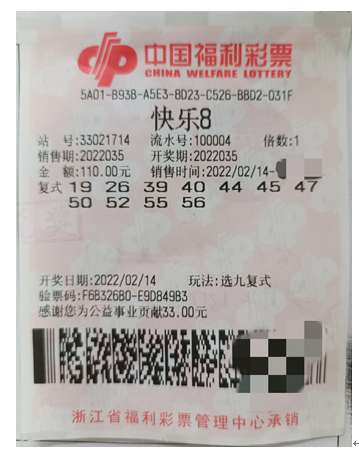 中国福利彩票
CHINA WELFARE LOTTERY
5A01-B93B-A5E3-8D23-C526-BBD2-031F
快乐8
站 号:33021714 流水号:100004 倍数:1
销售期:2022035 开奖期:2022035
金 额:110.00元 销售时间:2022/02/14-
复式 19 26 39 40 44 45 47
50 52 55 56
开奖日期:2022/02/14 玩法:选九复式
验票码:F6B326B0-E9D849B3
感谢您为公益事业贡献33.00元
浙江省福利彩票管理中心承销